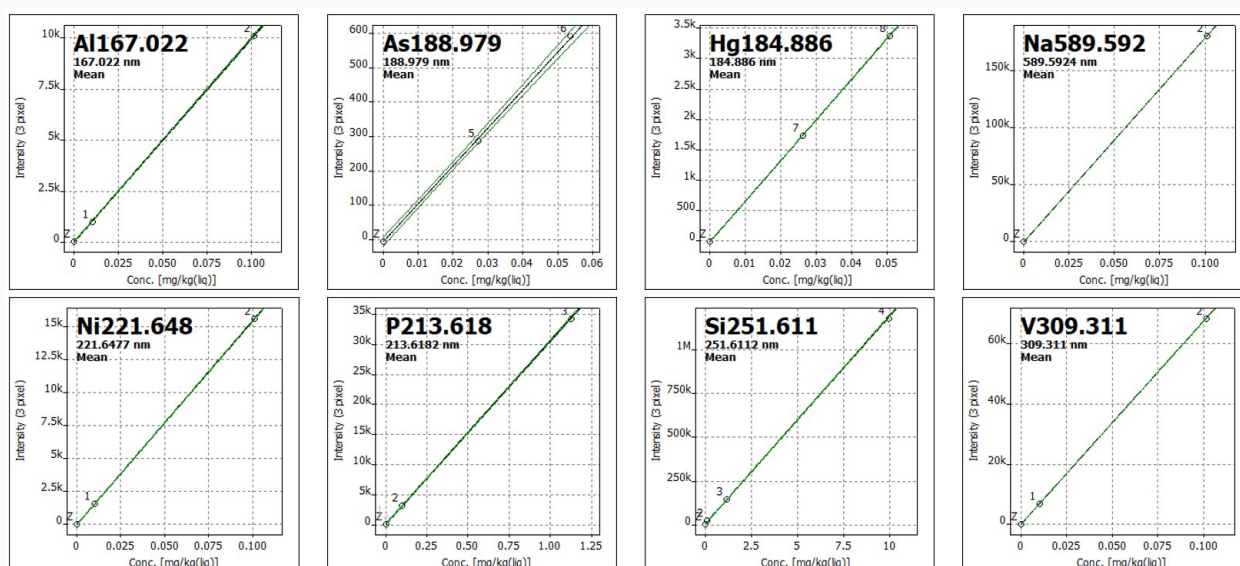 Al167.022
167.022 nm
Mean
Intensity (3 pixel)
10k
7.5k
5k
2.5k
0
Z
1
2
0
0.025
0.050
0.075
0.100
Conc. [mg/kg(liq)]
As188.979
188.979 nm
Mean
Intensity (3 pixel)
600
500
400
300
200
100
0
Z
5
6
0
0.01
0.02
0.03
0.04
0.05
0.06
Conc. [mg/kg(liq)]
Hg184.886
184.886 nm
Mean
Intensity (3 pixel)
3.5k
3k
2.5k
2k
1.5k
1k
500
0
Z
7
8
0
0.01
0.02
0.03
0.04
0.05
Conc. [mg/kg(liq)]
Na589.592
589.5924 nm
Mean
Intensity (3 pixel)
150k
100k
50k
0
Z
2
0
0.025
0.050
0.075
0.100
Conc. [mg/kg(liq)]
Ni221.648
221.6477 nm
Mean
Intensity (3 pixel)
15k
12.5k
10k
7.5k
5k
2.5k
0
Z
1
2
0
0.025
0.050
0.075
0.100
Conc. [mg/kg(liq)]
P213.618
213.6182 nm
Mean
Intensity (3 pixel)
35k
30k
25k
20k
15k
10k
5k
0
Z
2
3
0
0.25
0.50
0.75
1.00
1.25
Conc. [mg/kg(liq)]
Si251.611
251.6112 nm
Mean
Intensity (3 pixel)
1M
750k
500k
250k
0
Z
2
3
4
0
2.5
5
7.5
10
Conc. [mg/kg(liq)]
V309.311
309.311 nm
Mean
Intensity (3 pixel)
60k
40k
20k
0
Z
1
2
0
0.025
0.050
0.075
0.100
Conc. [mg/kg(liq)]